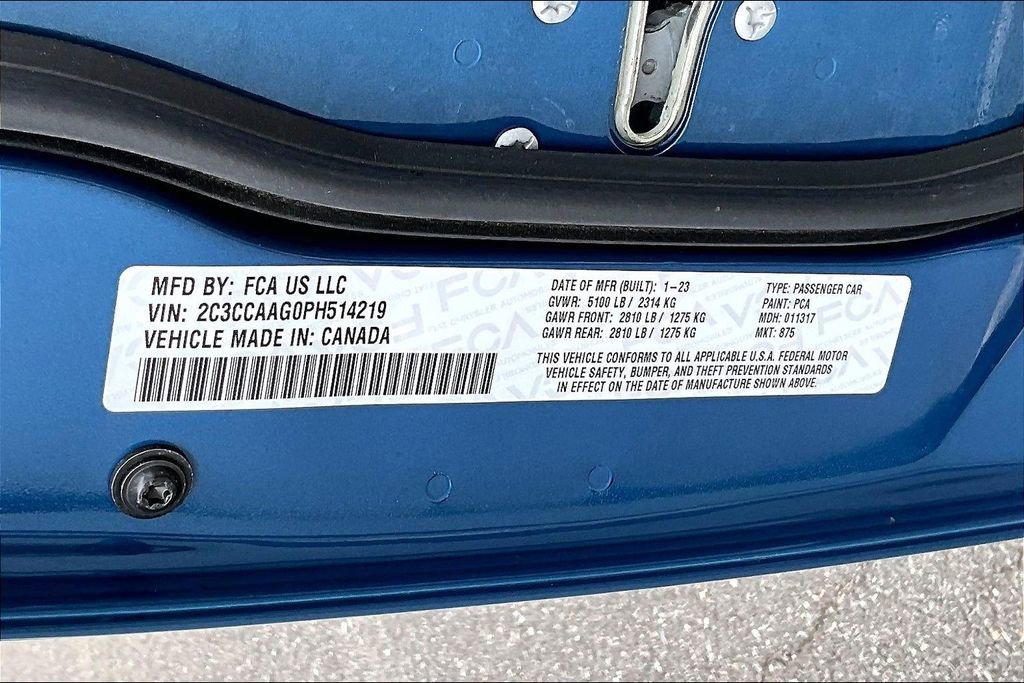 MFD BY: FCA US LLC
VIN: 2C3CCAAG0PH514219
VEHICLE MADE IN: CANADA
DATE OF MFR (BUILT): 1-23
GVWR: 5100 LB / 2314 KG
GAWR FRONT: 2810 LB / 1275 KG
GAWR REAR: 2810 LB / 1275 KG
TYPE: PASSENGER CAR
PAINT: PCA
MDH: 011317
MKT: 875
THIS VEHICLE CONFORMS TO ALL APPLICABLE U.S.A. FEDERAL MOTOR
VEHICLE SAFETY, BUMPER, AND THEFT PREVENTION STANDARDS
IN EFFECT ON THE DATE OF MANUFACTURE SHOWN ABOVE.